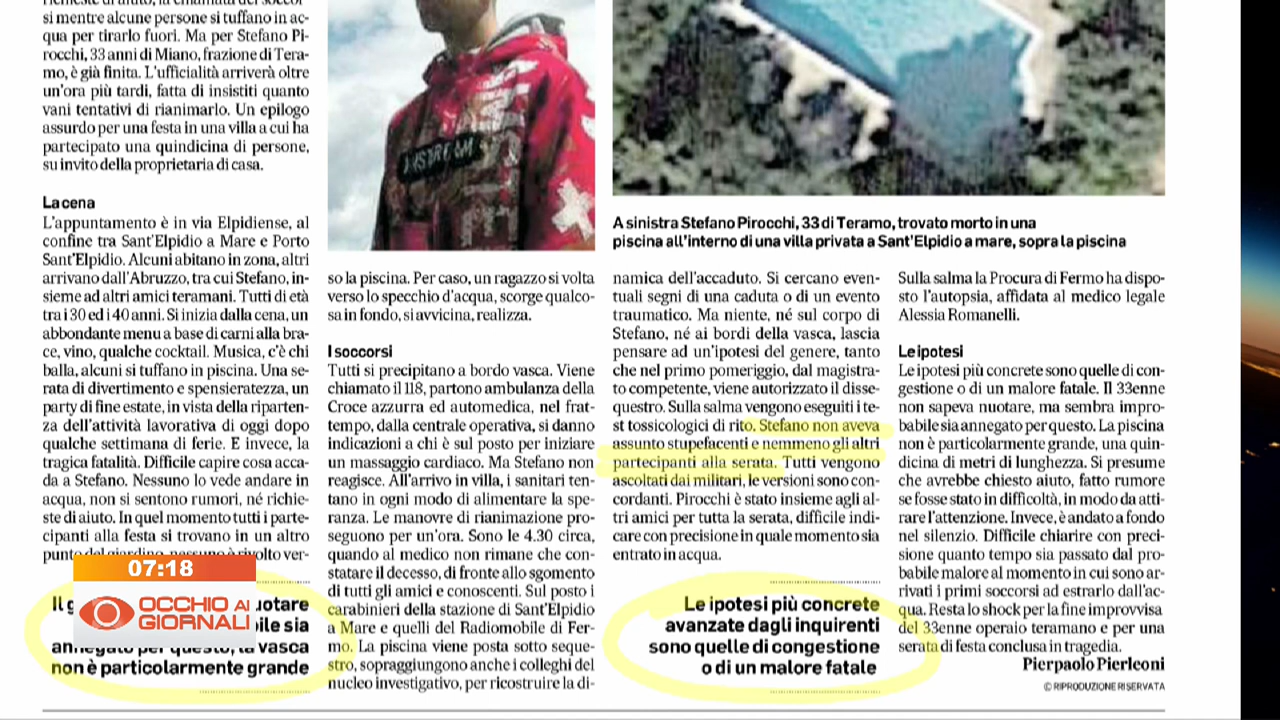 si mentre alcune persone si tuffano in ac-
qua per tirarlo fuori. Ma per Stefano Pi-
rocchi, 33 anni di Miano, frazione di Tera-
mo, è già finita. L'ufficialità arriverà oltre
un'ora più tardi, fatta di insistiti quanto
vani tentativi di rianimarlo. Un epilogo
assurdo per una festa in una villa a cui ha
partecipato una quindicina di persone,
su invito della proprietaria di casa.
La cena
L'appuntamento è in via Elpidiense, al
confine tra Sant'Elpidio a Mare e Porto
Sant'Elpidio. Alcuni abitano in zona, altri
arrivano dall'Abruzzo, tra cui Stefano, in-
sieme ad altri amici teramani. Tutti di età
tra i 30 ed i 40 anni. Si inizia dalla cena, un
abbondante menu a base di carni alla bra-
ce, vino, qualche cocktail. Musica, c'è chi
balla, alcuni si tuffano in piscina. Una se-
rata di divertimento e spensieratezza, un
party di fine estate, in vista della riparten-
za dell'attività lavorativa di oggi dopo
qualche settimana di ferie. E invece, la
tragica fatalità. Difficile capire cosa acca-
da a Stefano. Nessuno lo vede andare in
acqua, non si sentono rumori, né richie-
ste di aiuto. In quel momento tutti i parte-
cipanti alla festa si trovano in un altro
punto del giardino, nessuno è rivolto ver-
07:18
OCCHIO AI
GIORNALI
Il g
uotare
bile sia
annegato per questo, la vasca
non è particolarmente grande
so la piscina. Per caso, un ragazzo si volta
verso lo specchio d'acqua, scorge qualco-
sa in fondo, si avvicina, realizza.
I soccorsi
Tutti si precipitano a bordo vasca. Viene
chiamato il 118, partono ambulanza della
Croce azzurra ed automedica, nel frat-
tempo, dalla centrale operativa, si danno
indicazioni a chi è sul posto per iniziare
un massaggio cardiaco. Ma Stefano non
reagisce. All'arrivo in villa, i sanitari ten-
tano in ogni modo di alimentare la spe-
ranza. Le manovre di rianimazione pro-
seguono per un'ora. Sono le 4.30 circa,
quando al medico non rimane che con-
statare il decesso, di fronte allo sgomento
di tutti gli amici e conoscenti. Sul posto i
carabinieri della stazione di Sant'Elpidio
a Mare e quelli del Radiomobile di Fer-
mo. La piscina viene posta sotto seque-
stro, sopraggiungono anche i colleghi del
nucleo investigativo, per ricostruire la di-
A sinistra Stefano Pirocchi, 33 di Teramo, trovato morto in una
piscina all'interno di una villa privata a Sant'Elpidio a mare, sopra la piscina
namica dell'accaduto. Si cercano even-
tuali segni di una caduta o di un evento
traumatico. Ma niente, né sul corpo di
Stefano, né ai bordi della vasca, lascia
pensare ad un'ipotesi del genere, tanto
che nel primo pomeriggio, dal magistra-
to competente, viene autorizzato il disse-
questro. Sulla salma vengono eseguiti i te-
st tossicologici di rito. Stefano non aveva
assunto stupefacenti e nemmeno gli altri
partecipanti alla serata. Tutti vengono
ascoltati dai militari, le versioni sono con-
cordanti. Pirocchi è stato insieme agli al-
tri amici per tutta la serata, difficile indi-
care con precisione in quale momento sia
entrato in acqua.
Le ipotesi più concrete
avanzate dagli inquirenti
sono quelle di congestione
o di un malore fatale
Sulla salma la Procura di Fermo ha dispo-
sto l'autopsia, affidata al medico legale
Alessia Romanelli.
Le ipotesi
Le ipotesi più concrete sono quelle di con-
gestione o di un malore fatale. Il 33enne
non sapeva nuotare, ma sembra impro-
babile sia annegato per questo. La piscina
non è particolarmente grande, una quin-
dicina di metri di lunghezza. Si presume
che avrebbe chiesto aiuto, fatto rumore
se fosse stato in difficoltà, in modo da atti-
rare l'attenzione. Invece, è andato a fondo
nel silenzio. Difficile chiarire con preci-
sione quanto tempo sia passato dal pro-
babile malore al momento in cui sono ar-
rivati i primi soccorsi ad estrarlo dall'ac-
qua. Resta lo shock per la fine improvvisa
del 33enne operaio teramano e per una
serata di festa conclusa in tragedia.
Pierpaolo Pierleoni
© RIPRODUZIONE RISERVATA